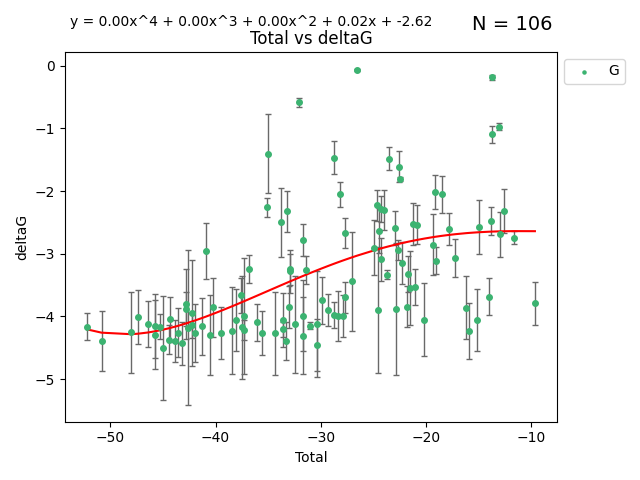 y = 0.00x^4 + 0.00x^3 + 0.00x^2 + 0.02x + -2.62
N = 106
Total vs deltaG
G
deltaG
0
−1
−2
−3
−4
−5
−50
−40
−30
−20
−10
Total